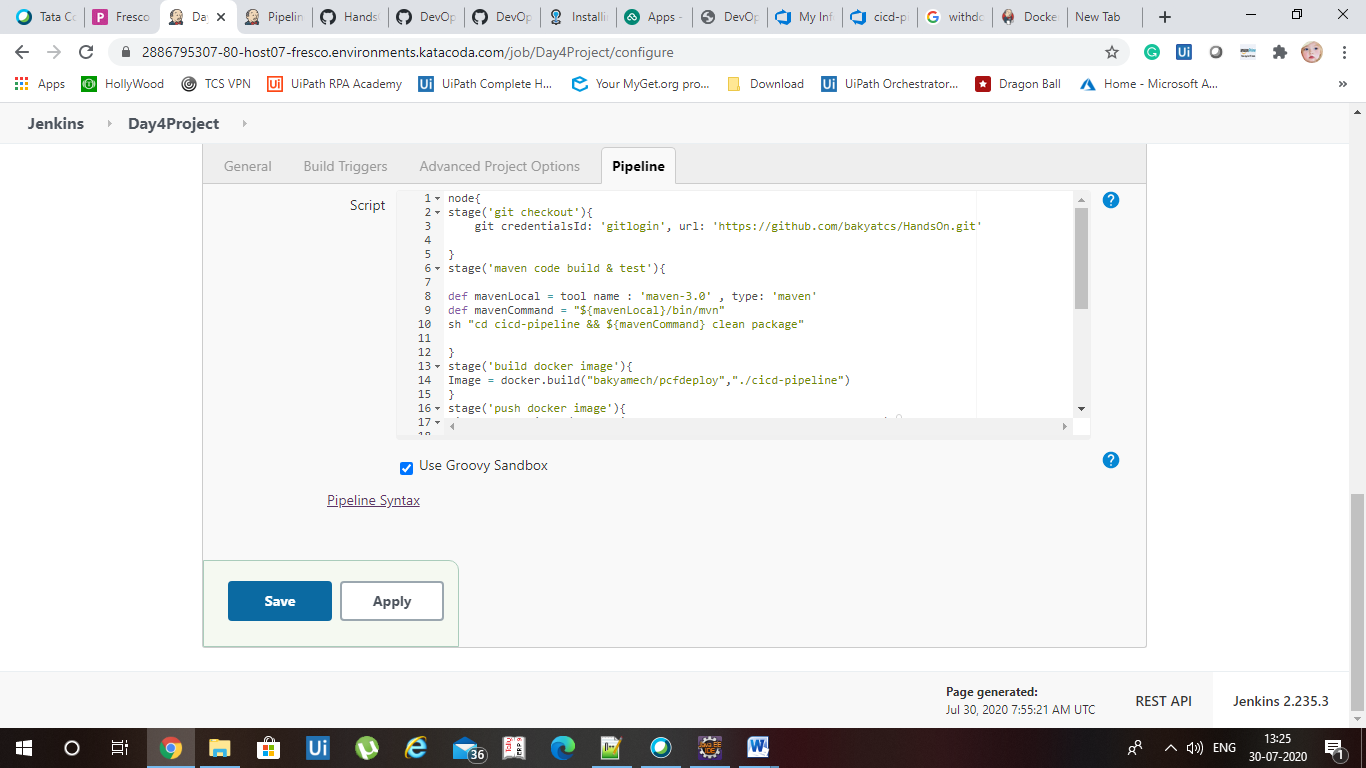 Tata Co
Fresco
Da
Pipelin
Hands
DevOp
DevOp
Installi
Apps -
DevOp
My Inf
cicd-p
withdo
Docke
New Tab
2886795307-80-host07-fresco.environments.katacoda.com/job/Day4Project/configure
Apps
HollyWood
TCS VPN
UiPath RPA Academy
UiPath Complete H...
Your MyGet.org pro...
Download
UiPath Orchestrator...
Dragon Ball
Home - Microsoft A...
»
Jenkins
Day4Project
General
Build Triggers
Advanced Project Options
Pipeline
Script
1 node{
2 stage('git checkout'){
3 git credentialsId: 'gitlogin', url: 'https://github.com/bakyatcs/HandsOn.git'
4
5 }
6 stage('maven code build & test'){
7
8 def mavenLocal = tool name : 'maven-3.0' , type: 'maven'
9 def mavenCommand = "${mavenLocal}/bin/mvn"
10 sh "cd cicd-pipeline && ${mavenCommand} clean package"
11
12 }
13 stage('build docker image'){
14 Image = docker.build("bakyamech/pcfdeploy","./cicd-pipeline")
15 }
16 stage('push docker image'){
17
Use Groovy Sandbox
Pipeline Syntax
Save
Apply
Page generated:
Jul 30, 2020 7:55:21 AM UTC
REST API
Jenkins 2.235.3
Ui
36
W
ENG
13:25
30-07-2020
1